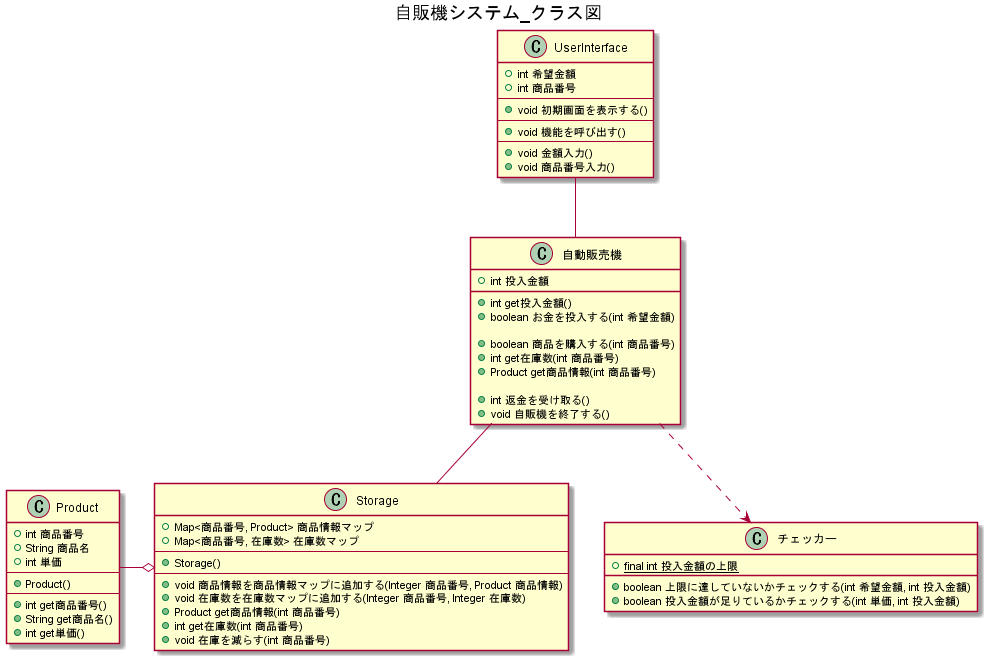 自販機システム_クラス図
C UserInterface
int 希望金額
int 商品番号
void 初期画面を表示する()
void 機能を呼び出す()
void 金額入力()
void 商品番号入力()
C 自動販売機
int 投入金額
int get投入金額()
boolean お金を投入する(int 希望金額)
boolean 商品を購入する(int 商品番号)
int get在庫数(int 商品番号)
Product get商品情報(int 商品番号)
int 返金を受け取る()
void 自販機を終了する()
C Product
int 商品番号
String 商品名
int 単価
Product()
int get商品番号()
String get商品名()
int get単価()
C Storage
Map<商品番号, Product> 商品情報マップ
Map<商品番号, 在庫数> 在庫数マップ
Storage()
void 商品情報を商品情報マップに追加する(Integer 商品番号, Product 商品情報)
void 在庫数を在庫数マップに追加する(Integer 商品番号, Integer 在庫数)
Product get商品情報(int 商品番号)
int get在庫数(int 商品番号)
void 在庫を減らす(int 商品番号)
C チェッカー
final int 投入金額の上限
boolean 上限に達していないかチェックする(int 希望金額, int 投入金額)
boolean 投入金額が足りているかチェックする(int 単価, int 投入金額)